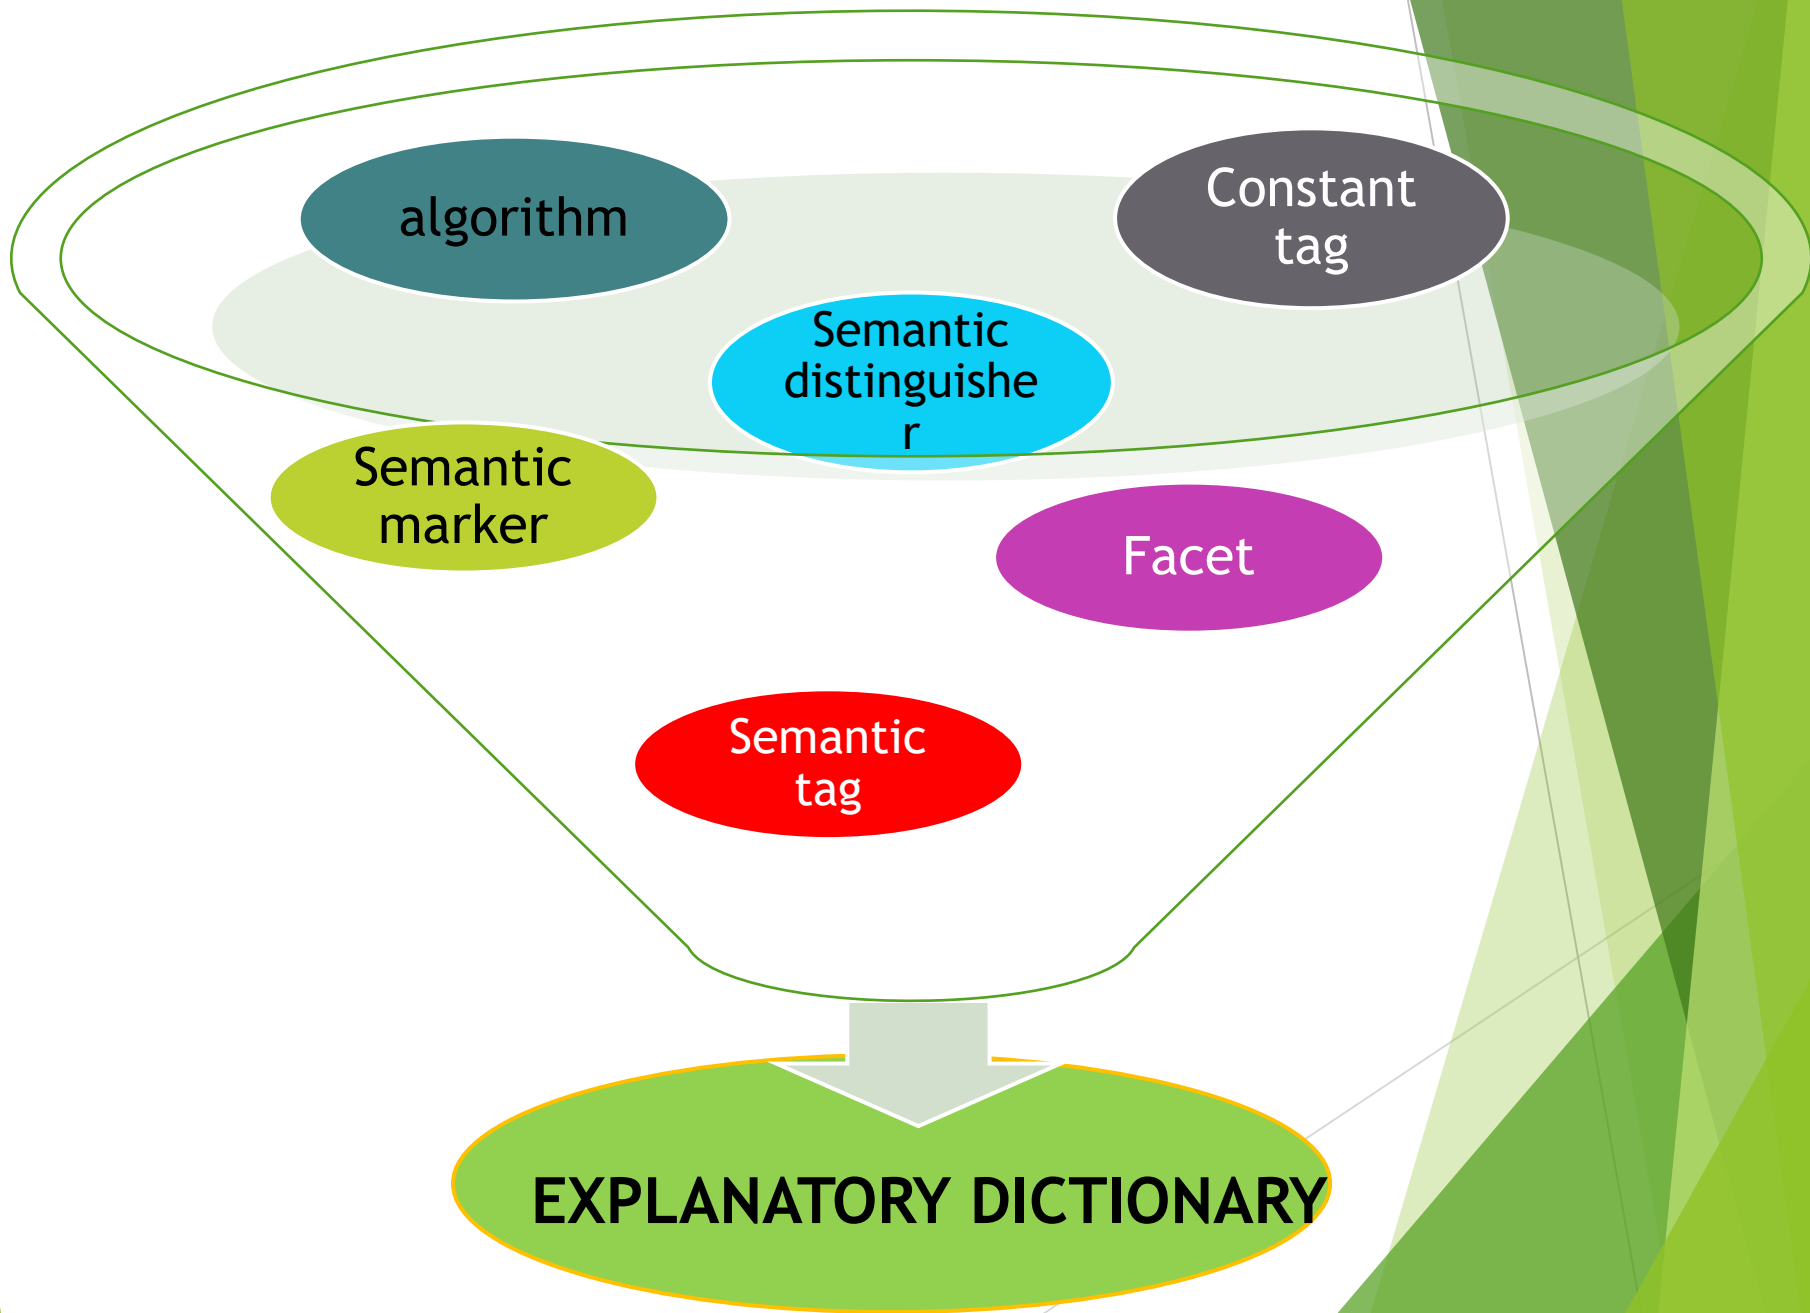 algorithm
Constant
tag
Semantic
distinguishe
r
Semantic
marker
Facet
Semantic
tag
EXPLANATORY DICTIONARY